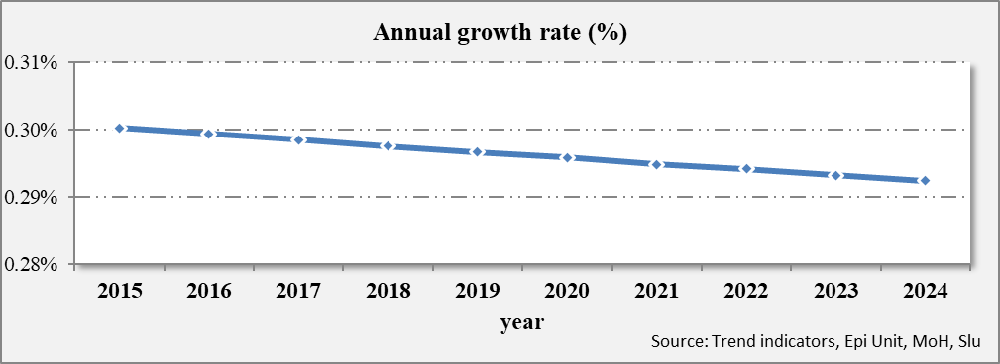 Annual growth rate (%)
0.31%
0.30%
0.29%
0.28%
2015 2016 2017 2018 2019 2020 2021 2022 2023 2024
year
Source: Trend indicators, Epi Unit, MoH, Slu